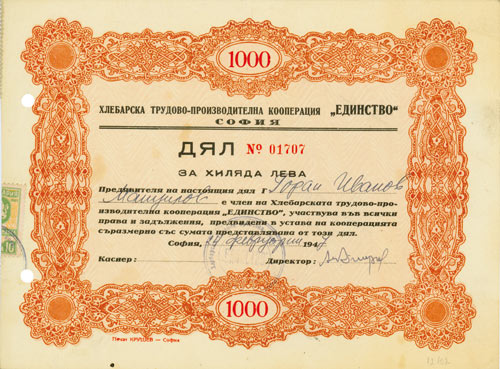 1000
ХЛЕБАРСКА ТРУДОВО-ПРОИЗВОДИТЕЛНА КООПЕРАЦИЯ „ЕДИНСТВО“
СОФИЯ
ДЯЛ № 01707
ЗА ХИЛЯДА ЛЕВА
Предявителя на настоящия дял Г Горан Иванов
е член на Хлебарската трудово-про-
изводителна кооперация „ЕДИНСТВО“, участвува във всички
права и задължения, предвидени в устава на кооперацията
съразмерно със сумата представлявана от този дял.
София, 24 февруарий 1947
Касиер: Директор:
1000
Печат КРУШЕВ — София